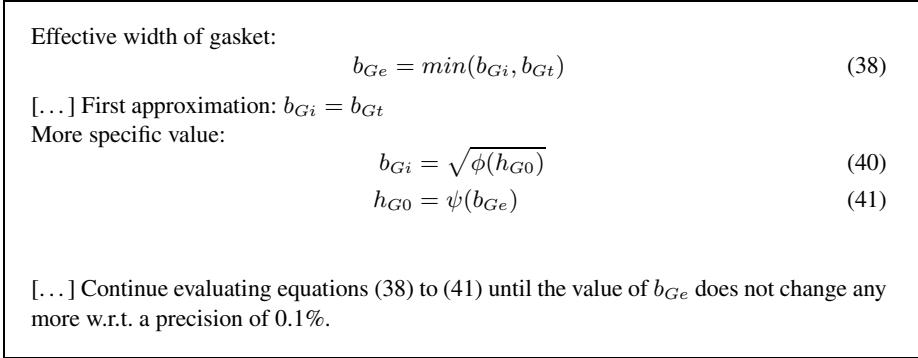 Effective width of gasket:
b_{Ge} = min(b_{Gi}, b_{Gt}) (38)
[...] First approximation: b_{Gi} = b_{Gt}
More specific value:
b_{Gi} = \sqrt{\phi(h_{G0})} (40)
h_{G0} = \psi(b_{Ge}) (41)
[...] Continue evaluating equations (38) to (41) until the value of b_{Ge} does not change any
more w.r.t. a precision of 0.1%.